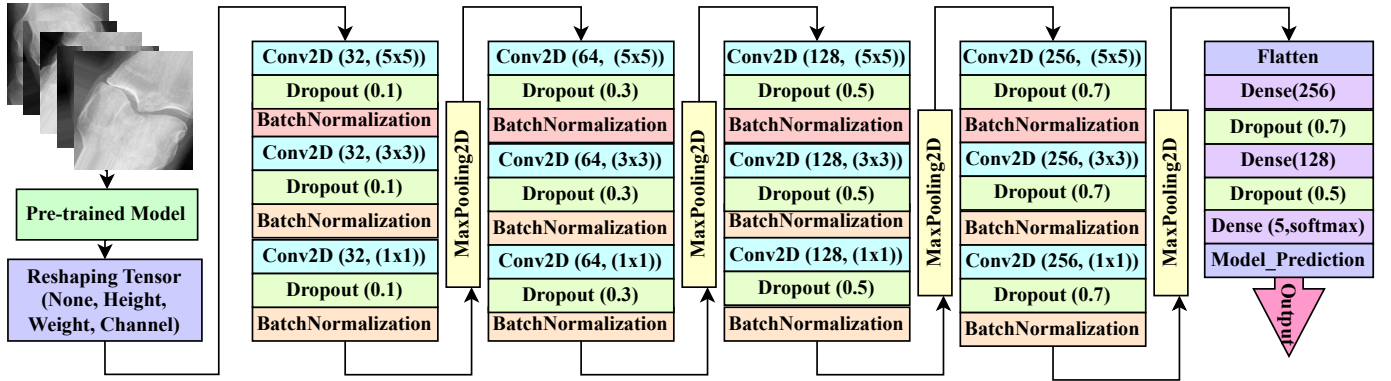 Pre-trained Model
Reshaping Tensor
(None, Height,
Weight, Channel)
Conv2D (32, (5x5))
Dropout (0.1)
BatchNormalization
Conv2D (32, (3x3))
Dropout (0.1)
BatchNormalization
Conv2D (32, (1x1))
Dropout (0.1)
BatchNormalization
MaxPooling2D
Conv2D (64, (5x5))
Dropout (0.3)
BatchNormalization
Conv2D (64, (3x3))
Dropout (0.3)
BatchNormalization
Conv2D (64, (1x1))
Dropout (0.3)
BatchNormalization
MaxPooling2D
Conv2D (128, (5x5))
Dropout (0.5)
BatchNormalization
Conv2D (128, (3x3))
Dropout (0.5)
BatchNormalization
Conv2D (128, (1x1))
Dropout (0.5)
BatchNormalization
MaxPooling2D
Conv2D (256, (5x5))
Dropout (0.7)
BatchNormalization
Conv2D (256, (3x3))
Dropout (0.7)
BatchNormalization
Conv2D (256, (1x1))
Dropout (0.7)
BatchNormalization
MaxPooling2D
Flatten
Dense(256)
Dropout (0.7)
Dense(128)
Dropout (0.5)
Dense (5,softmax)
Model_Prediction
Output